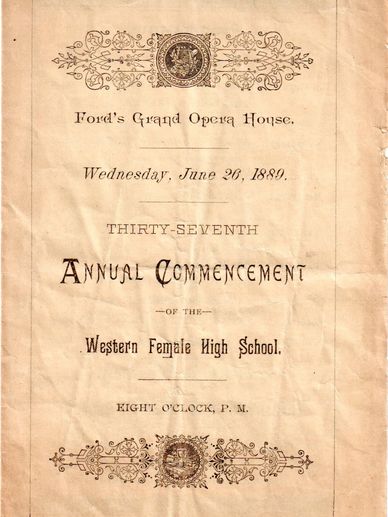 Ford's Grand Opera House.
Wednesday, June 26, 1889.
THIRTY-SEVENTH
ANNUAL COMMENCEMENT
—OF THE—
Western Female High School.
EIGHT O'CLOCK, P. M.